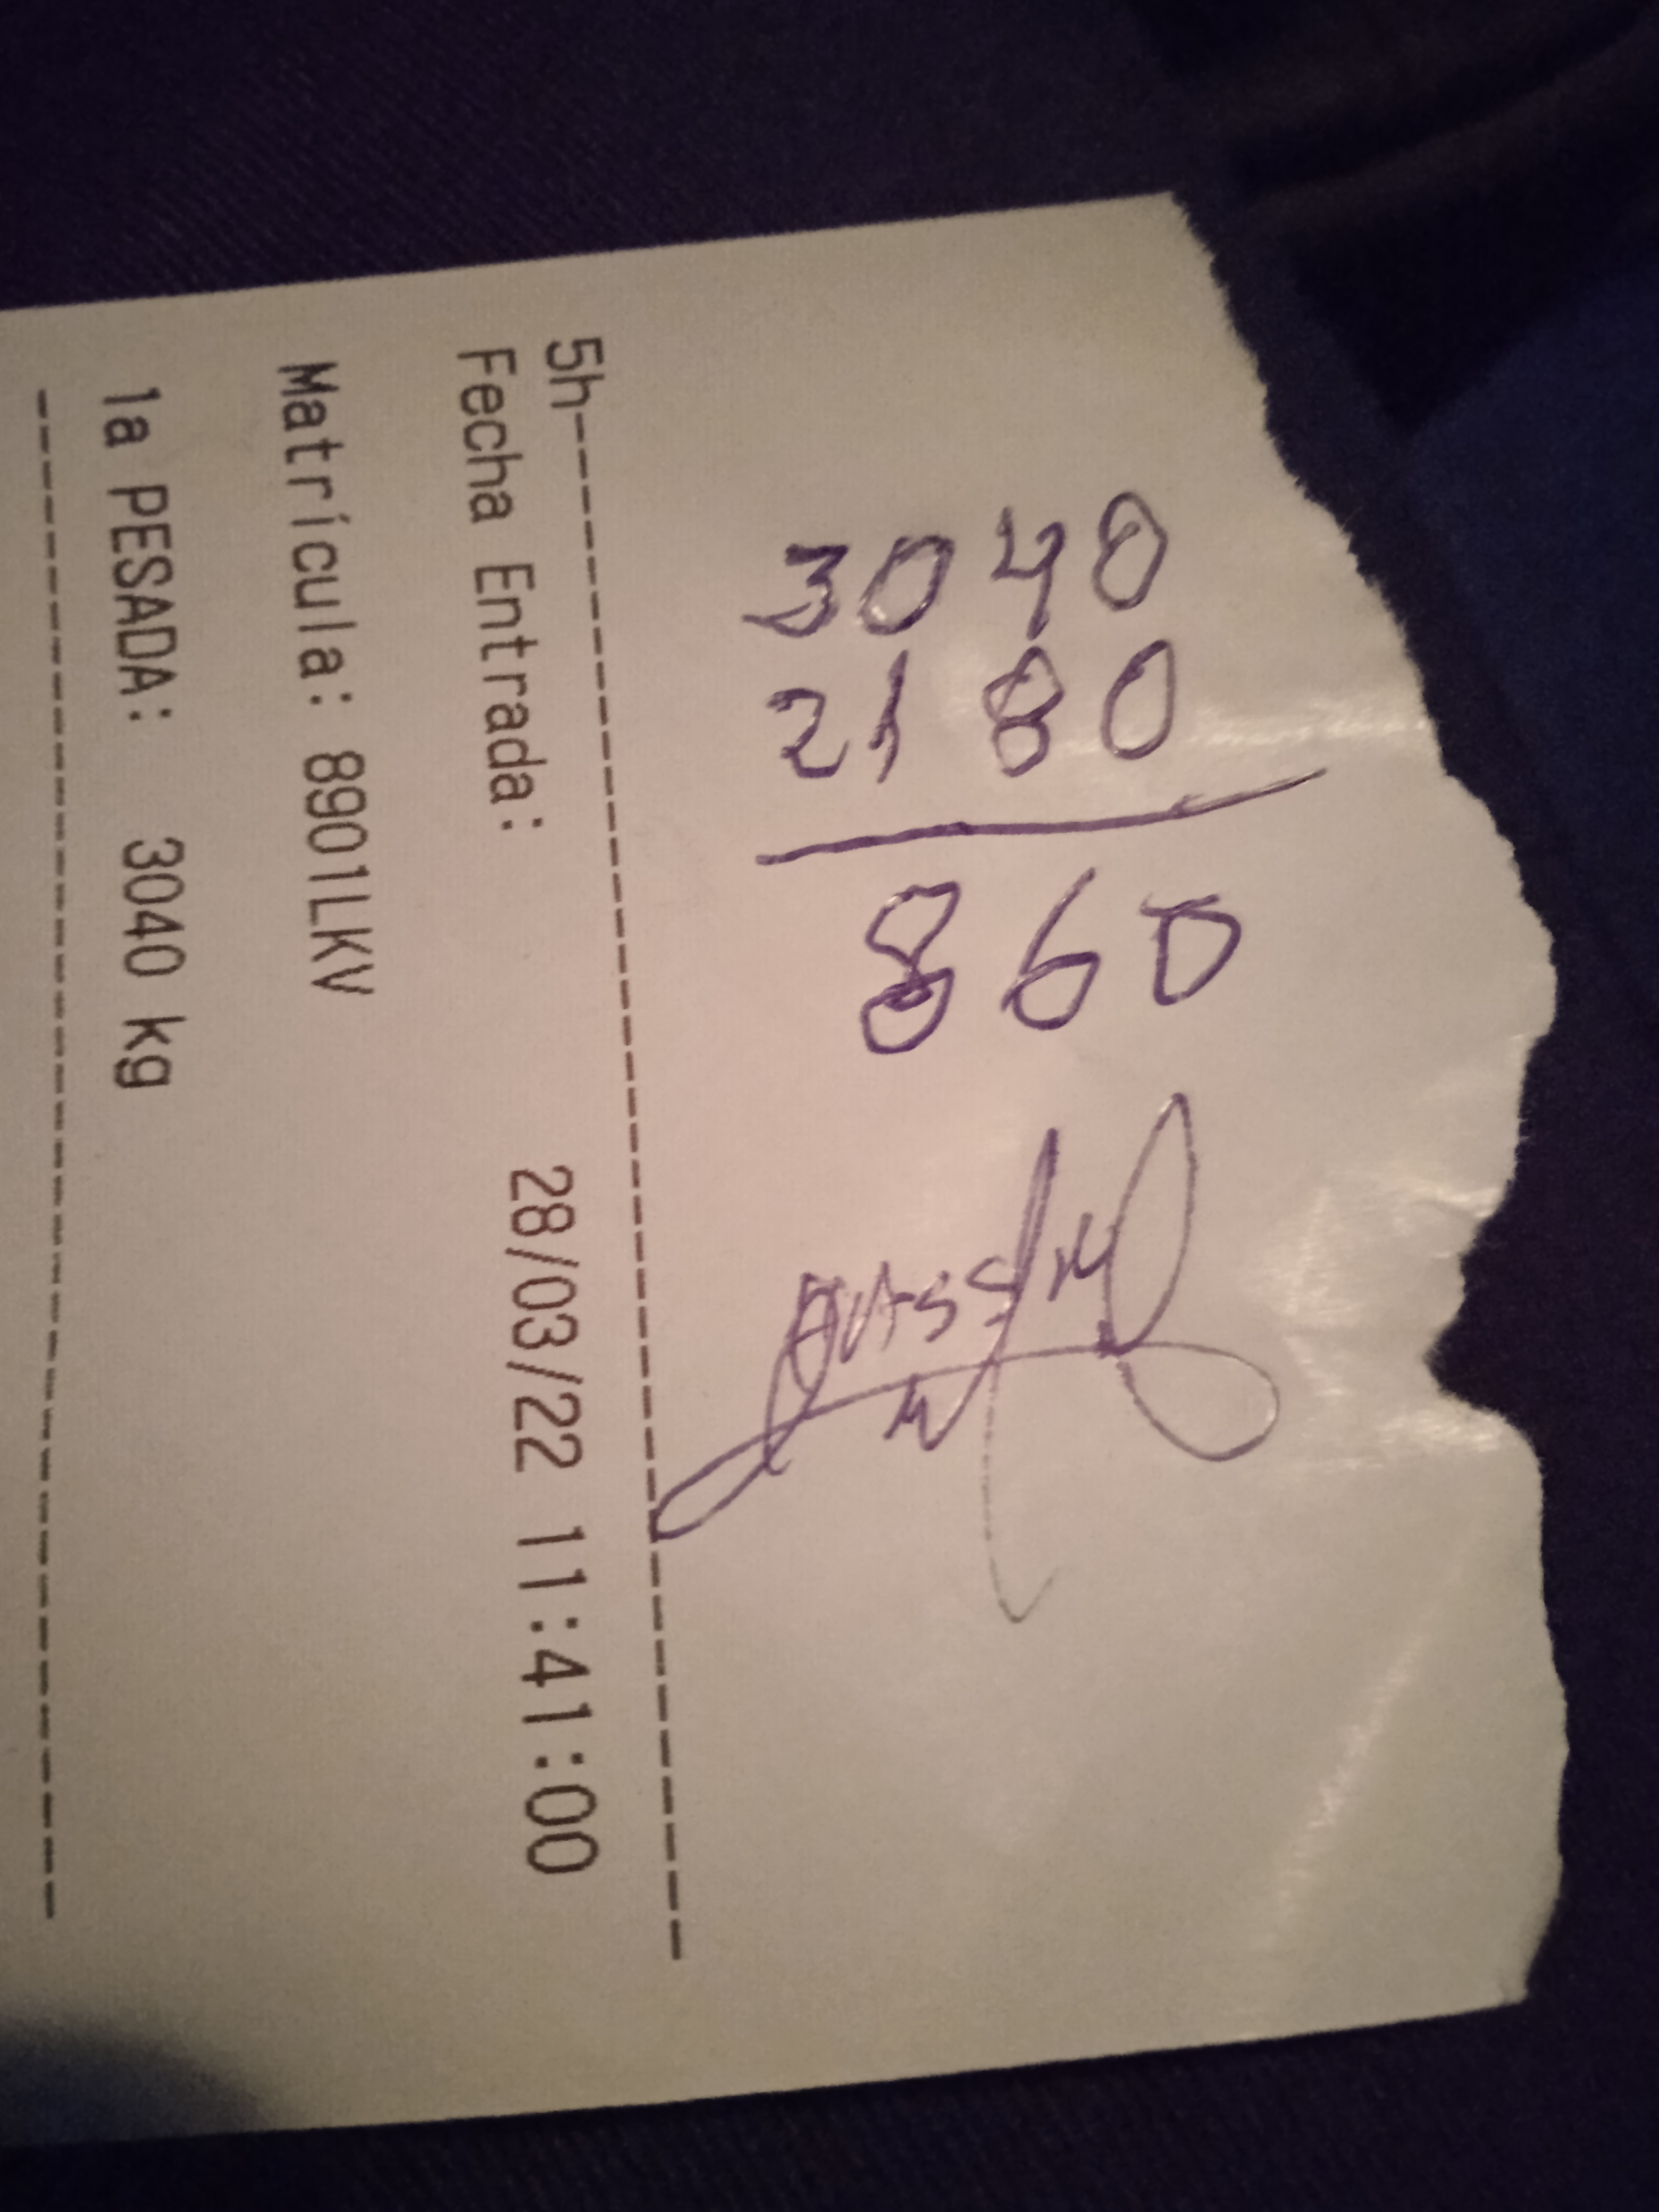 3040
2180
860
5h--------------------------------
Fecha Entrada: 28/03/22 11:41:00
Matrícula: 8901LKV
1a PESADA: 3040 kg
----------------------------------